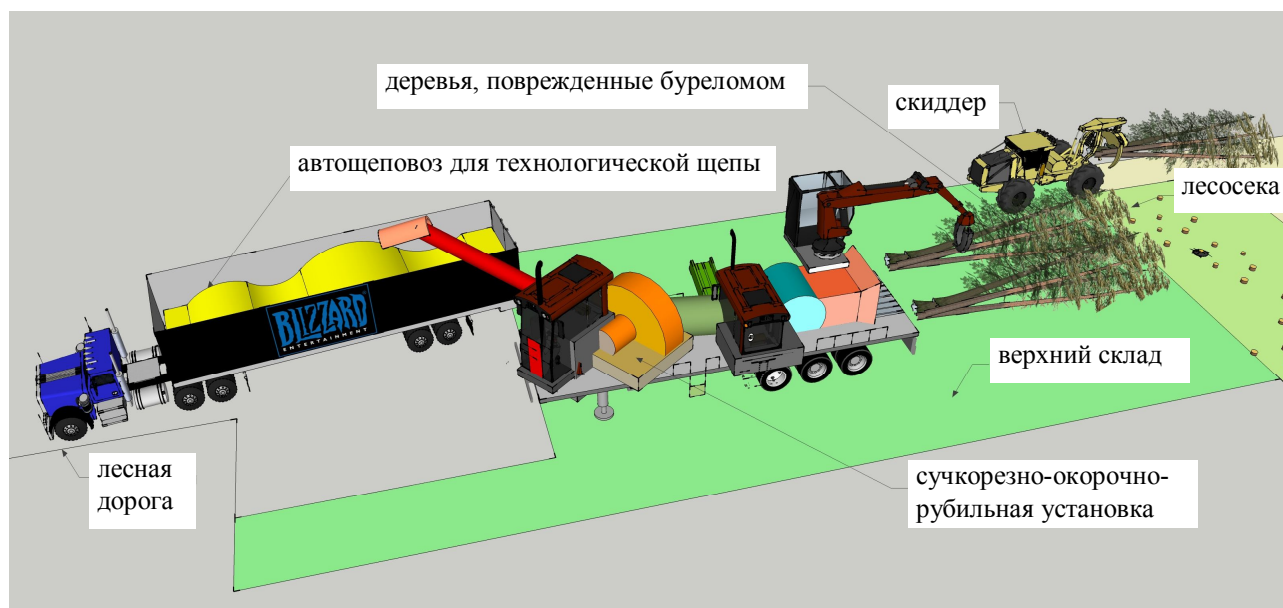 деревья, поврежденные буреломом
скиддер
автощеповоз для технологической щепы
лесосека
BLIZZARD
ENTERTAINMENT
верхний склад
лесная
дорога
сучкорезно-окорочно-
рубильная установка